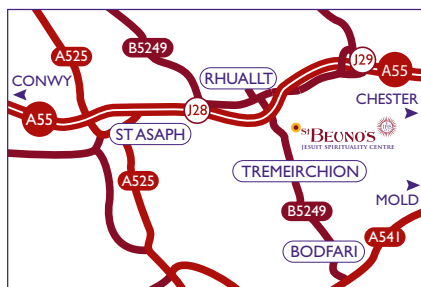 A525
B5249
J29
A55
CONWY
RHUALLT
CHESTER
A55
J28
ST ASAPH
St BEUNO'S
JESUIT SPIRITUALITY CENTRE
TREMEIRCHION
A525
MOLD
B5249
A541
BODFARI